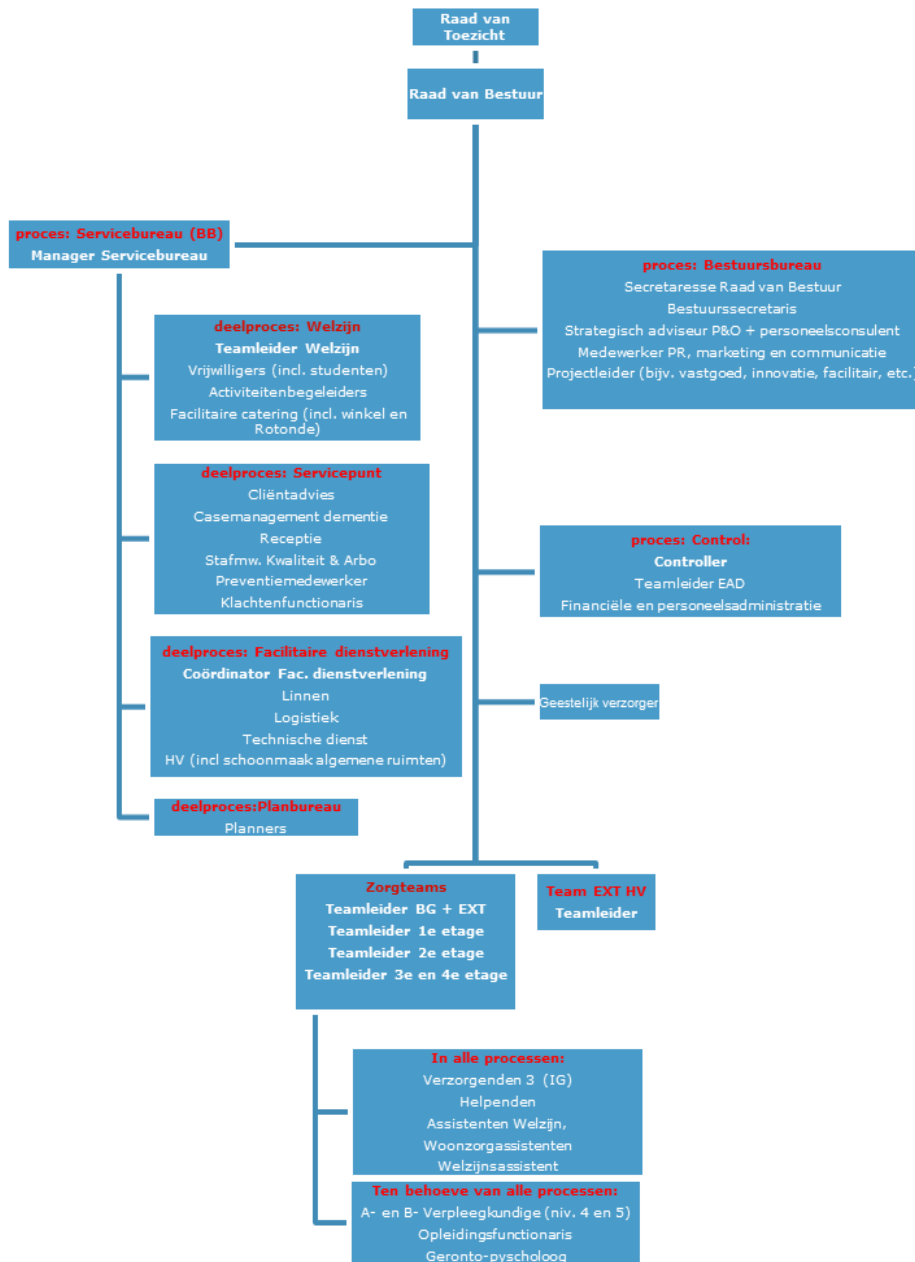 Raad van
Toezicht
Raad van Bestuur
proces: Servicebureau (BB)
Manager Servicebureau
proces: Bestuursbureau
Secretaresse Raad van Bestuur
Bestuurssecretaris
Strategisch adviseur P&O + personeelsconsulent
Medewerker PR, marketing en communicatie
Projectleider (bijv. vastgoed, innovatie, facilitair, etc.)
deelproces: Welzijn
Teamleider Welzijn
Vrijwilligers (incl. studenten)
Activiteitenbegeleiders
Facilitaire catering (incl. winkel en
Rotonde)
deelproces: Servicepunt
Cliëntadvies
Casemanagement dementie
Receptie
Stafmw. Kwaliteit & Arbo
Preventiemedewerker
Klachtenfunctionaris
proces: Control:
Controller
Teamleider EAD
Financiële en personeelsadministratie
deelproces: Facilitaire dienstverlening
Coördinator Fac. dienstverlening
Linnen
Logistiek
Technische dienst
HV (incl schoonmaak algemene ruimten)
Geestelijk verzorger
deelproces:Planbureau
Planners
Zorgteams
Teamleider BG + EXT
Teamleider 1e etage
Teamleider 2e etage
Teamleider 3e en 4e etage
Team EXT HV
Teamleider
In alle processen:
Verzorgenden 3 (IG)
Helpenden
Assistenten Welzijn,
Woonzorgassistenten
Welzijnsassistent
Ten behoeve van alle processen:
A- en B- Verpleegkundige (niv. 4 en 5)
Opleidingsfunctionaris
Geronto-pyscholoog